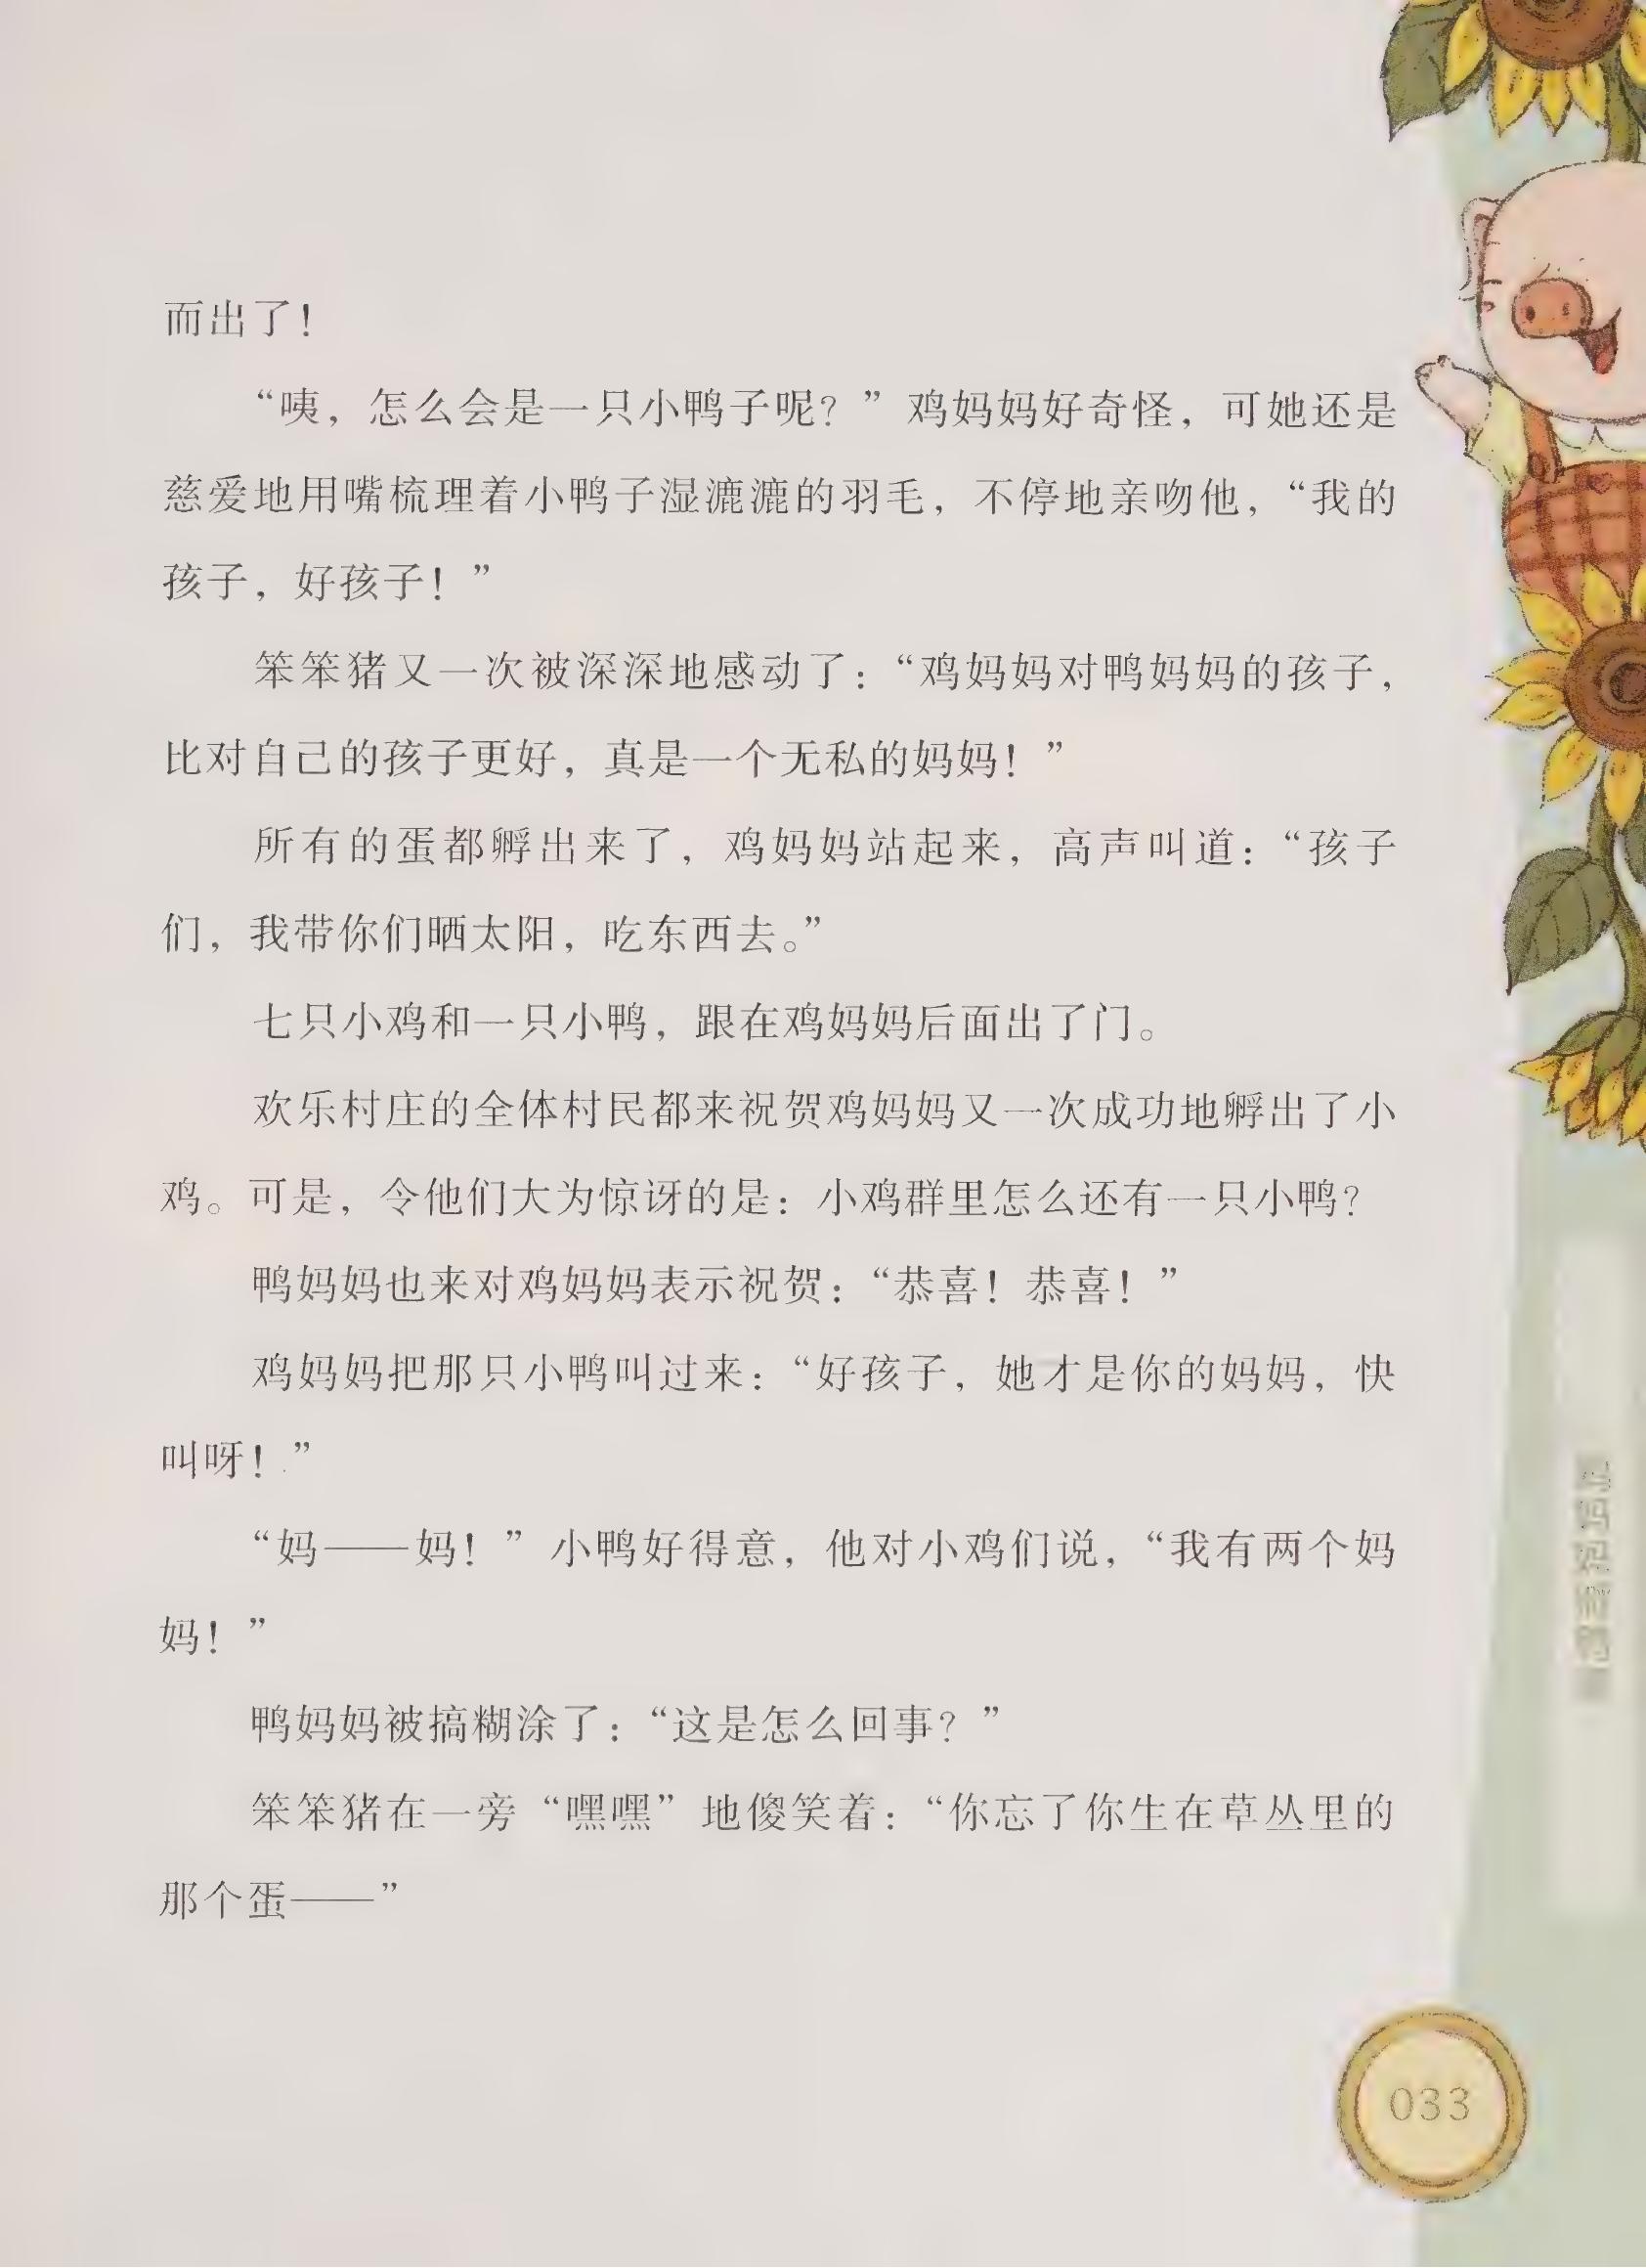 而出了！
“咦，怎么会是一只小鸭子呢？”鸡妈妈好奇怪，可她还是
慈爱地用嘴梳理着小鸭子湿漉漉的羽毛，不停地亲吻他，“我的
孩子，好孩子！”
笨笨猪又一次被深深地感动了：“鸡妈妈对鸭妈妈的孩子，
比对自己的孩子更好，真是一个无私的妈妈！”
所有的蛋都孵出来了，鸡妈妈站起来，高声叫道：“孩子
们，我带你们晒太阳，吃东西去。”
七只小鸡和一只小鸭，跟在鸡妈妈后面出了门。
欢乐村庄的全体村民都来祝贺鸡妈妈又一次成功地孵出了小
鸡。可是，令他们大为惊讶的是：小鸡群里怎么还有一只小鸭？
鸭妈妈也来对鸡妈妈表示祝贺：“恭喜！恭喜！”
鸡妈妈把那只小鸭叫过来：“好孩子，她才是你的妈妈，快
叫呀！”
“妈——妈！”小鸭好得意，他对小鸡们说，“我有两个妈
妈！”
鸭妈妈被搞糊涂了：“这是怎么回事？”
笨笨猪在一旁“嘿嘿”地傻笑着：“你忘了你生在草丛里的
那个蛋——”
033